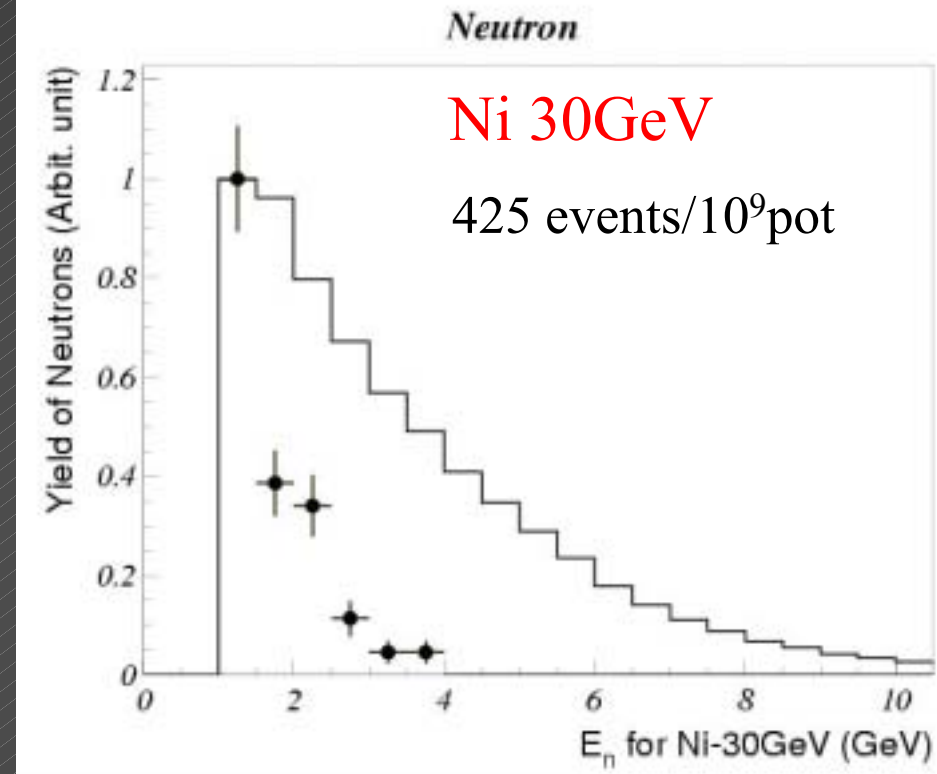 Neutron
Yield of Neutrons (Arbit. unit)
1.2
1
0.8
0.6
0.4
0.2
0
Ni 30GeV
425 events/10⁹pot
0 2 4 6 8 10
Eₙ for Ni-30GeV (GeV)